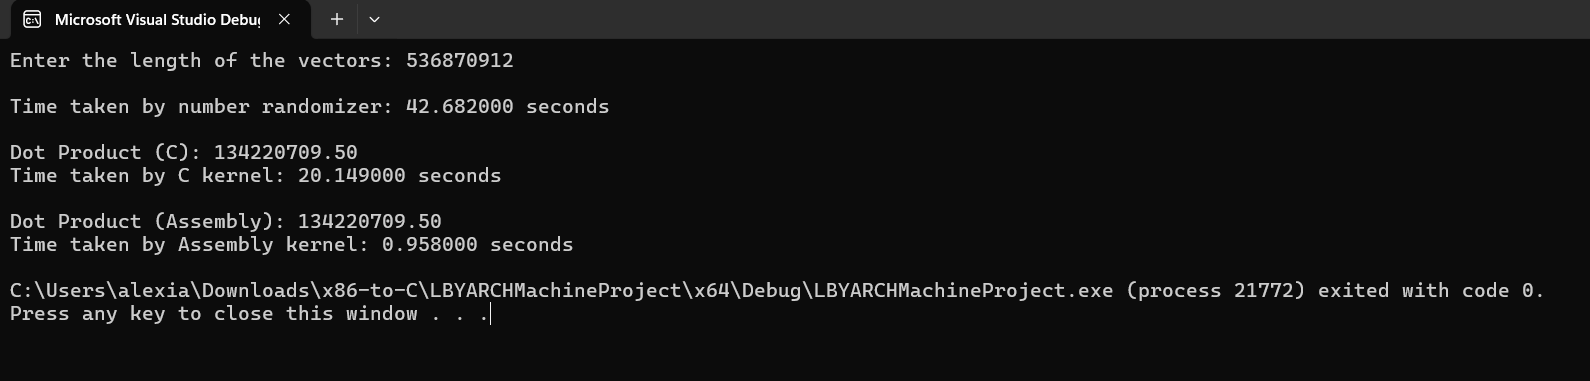 Microsoft Visual Studio Debug
Enter the length of the vectors: 536870912
Time taken by number randomizer: 42.682000 seconds
Dot Product (C): 134220709.50
Time taken by C kernel: 20.149000 seconds
Dot Product (Assembly): 134220709.50
Time taken by Assembly kernel: 0.958000 seconds
C:\Users\alexia\Downloads\x86-to-C\LBYARCHMachineProject\x64\Debug\LBYARCHMachineProject.exe (process 21772) exited with code 0.
Press any key to close this window . . .